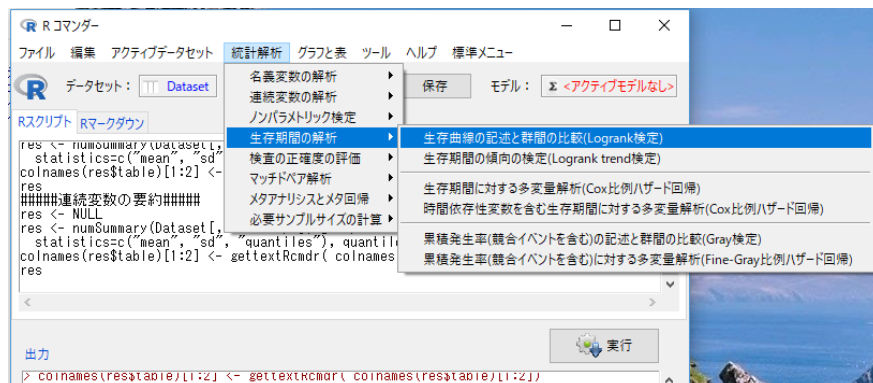 R コマンダー
ファイル 編集 アクティブデータセット 統計解析 グラフと表 ツール ヘルプ 標準メニュー
データセット： Dataset 保存 モデル： Σ <アクティブモデルなし>
名義変数の解析
連続変数の解析
ノンパラメトリック検定
生存期間の解析
検査の正確度の評価
マッチドペア解析
メタアナリシスとメタ回帰
必要サンプルサイズの計算
生存曲線の記述と群間の比較(Logrank検定)
生存期間の傾向の検定(Logrank trend検定)
生存期間に対する多変量解析(Cox比例ハザード回帰)
時間依存性変数を含む生存期間に対する多変量解析(Cox比例ハザード回帰)
累積発生率(競合イベントを含む)の記述と群間の比較(Gray検定)
累積発生率(競合イベントを含む)に対する多変量解析(Fine-Gray比例ハザード回帰)
Rスクリプト Rマークダウン
res <- numSummary(Dataset[,
statistics=c("mean", "sd"
colnames(res$table)[1:2] <-
res
#####連続変数の要約#####
res <- NULL
res <- numSummary(Dataset[,
statistics=c("mean", "sd", "quantiles"), quantil
colnames(res$table)[1:2] <- gettextRcmdr( colnames
res
実行
出力
> colnames(res$table)[1:2] <- gettextRcmdr( colnames(res$table)[1:2])